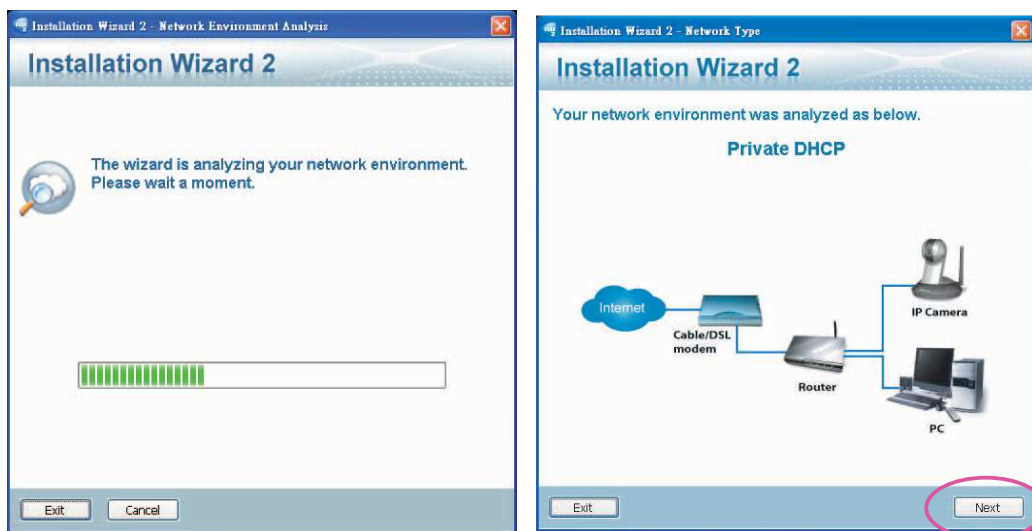 Installation Wizard 2 - Network Environment Analysis
Installation Wizard 2
The wizard is analyzing your network environment.
Please wait a moment.
Exit
Cancel
Installation Wizard 2 - Network Type
Installation Wizard 2
Your network environment was analyzed as below.
Private DHCP
Internet
Cable/DSL
modem
Router
IP Camera
PC
Exit
Next